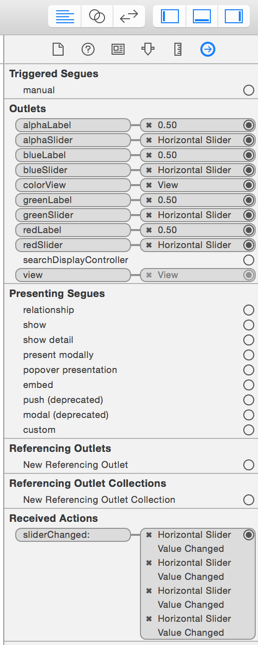 Triggered Segues
manual
Outlets
alphaLabel ✖ 0.50
alphaSlider ✖ Horizontal Slider
blueLabel ✖ 0.50
blueSlider ✖ Horizontal Slider
colorView ✖ View
greenLabel ✖ 0.50
greenSlider ✖ Horizontal Slider
redLabel ✖ 0.50
redSlider ✖ Horizontal Slider
searchDisplayController
view ✖ View
Presenting Segues
relationship
show
show detail
present modally
popover presentation
embed
push (deprecated)
modal (deprecated)
custom
Referencing Outlets
New Referencing Outlet
Referencing Outlet Collections
New Referencing Outlet Collection
Received Actions
sliderChanged: ✖ Horizontal Slider
Value Changed
✖ Horizontal Slider
Value Changed
✖ Horizontal Slider
Value Changed
✖ Horizontal Slider
Value Changed